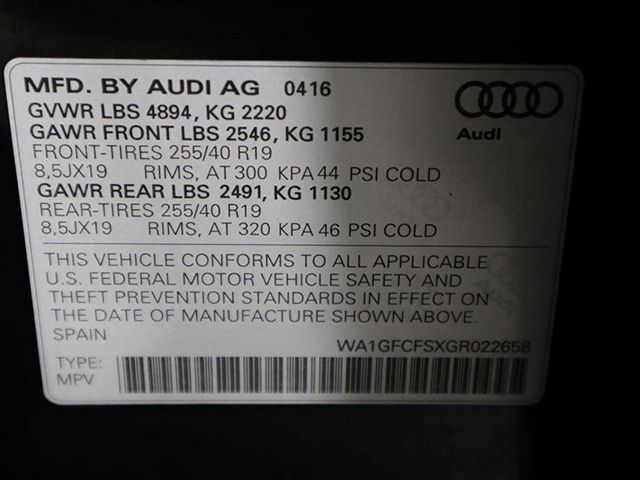 MFD. BY AUDI AG 0416
GVWR LBS 4894, KG 2220
GAWR FRONT LBS 2546, KG 1155
FRONT-TIRES 255/40 R19
8,5JX19 RIMS, AT 300 KPA 44 PSI COLD
GAWR REAR LBS 2491, KG 1130
REAR-TIRES 255/40 R19
8,5JX19 RIMS, AT 320 KPA 46 PSI COLD
Audi
THIS VEHICLE CONFORMS TO ALL APPLICABLE
U.S. FEDERAL MOTOR VEHICLE SAFETY AND
THEFT PREVENTION STANDARDS IN EFFECT ON
THE DATE OF MANUFACTURE SHOWN ABOVE.
SPAIN
WA1GFCFSXGR022658
TYPE:
MPV
Audi